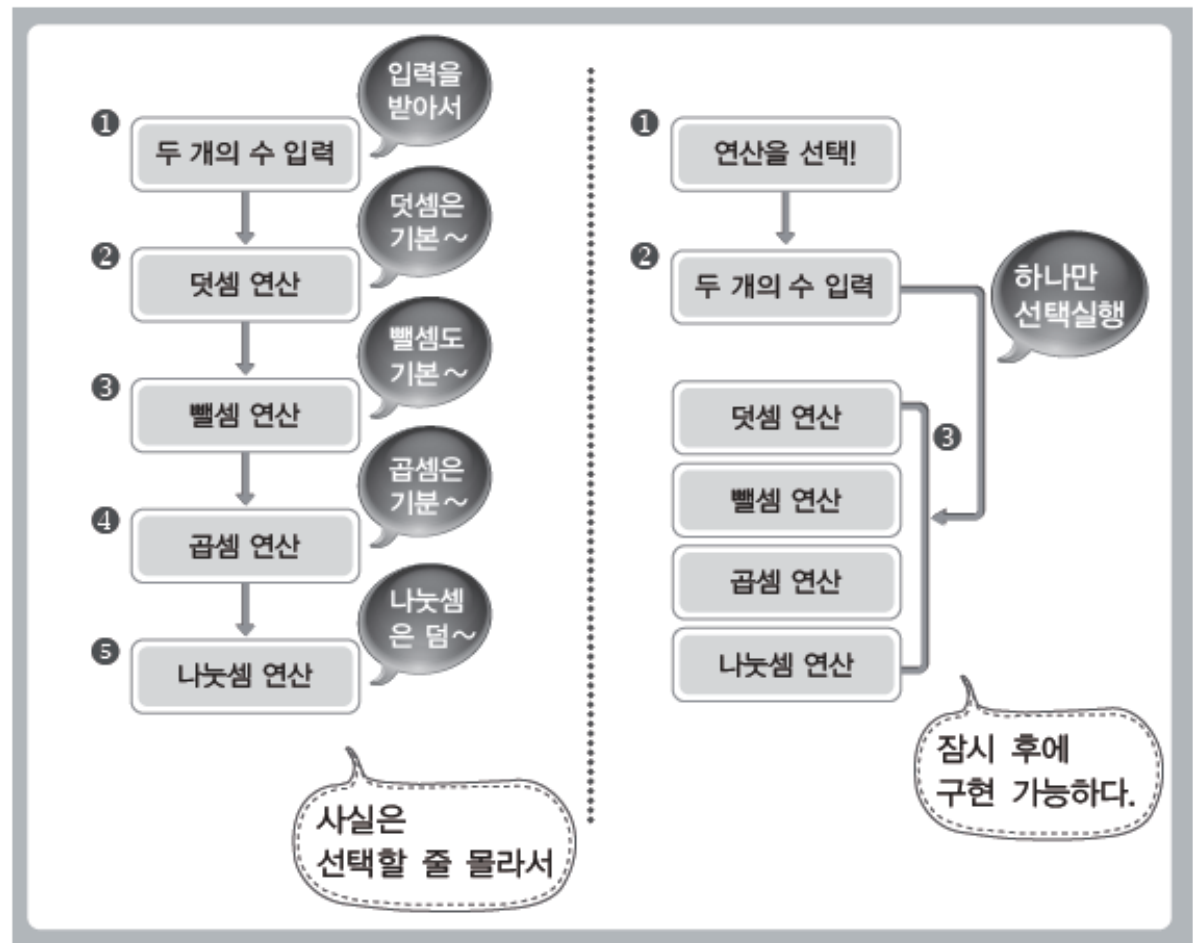 입력을
받아서
❶
두 개의 수 입력
덧셈은
기본~
❷
덧셈 연산
뺄셈도
기본~
❸
뺄셈 연산
곱셈은
기분~
❹
곱셈 연산
나눗셈
은 덤~
❺
나눗셈 연산
사실은
선택할 줄 몰라서
❶
연산을 선택!
❷
두 개의 수 입력
하나만
선택실행
❸
덧셈 연산
뺄셈 연산
곱셈 연산
나눗셈 연산
잠시 후에
구현 가능하다.